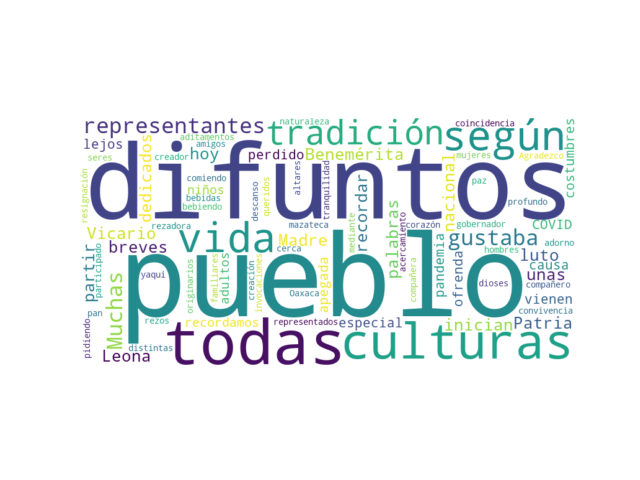 naturaleza coincidencia
representantes tradición según costumbres
aditamentos
lejos amigos hoy perdido Benemérita mujeres Agradezco
seres creador
difuntos
resignación dedicados comiendo niños descanso queridos altares tranquilidad recordar nacional paz profundo
bebidas bebiendo
Vicario rezadora vida mazateca mediante palabras corazón gobernador COVID
breves Madre cerca acercamiento pandemia gustaba luto adorno
partir participado yaqui originarios familiares adultos creación invocaciones apegada compañera ofrenda dioses causa unas
pueblo
Muchas pan Oaxaca vienen compañero
hombres convivencia
pidiendo rezos recordamos representados especial inician Patria
Leona distintas todas culturas